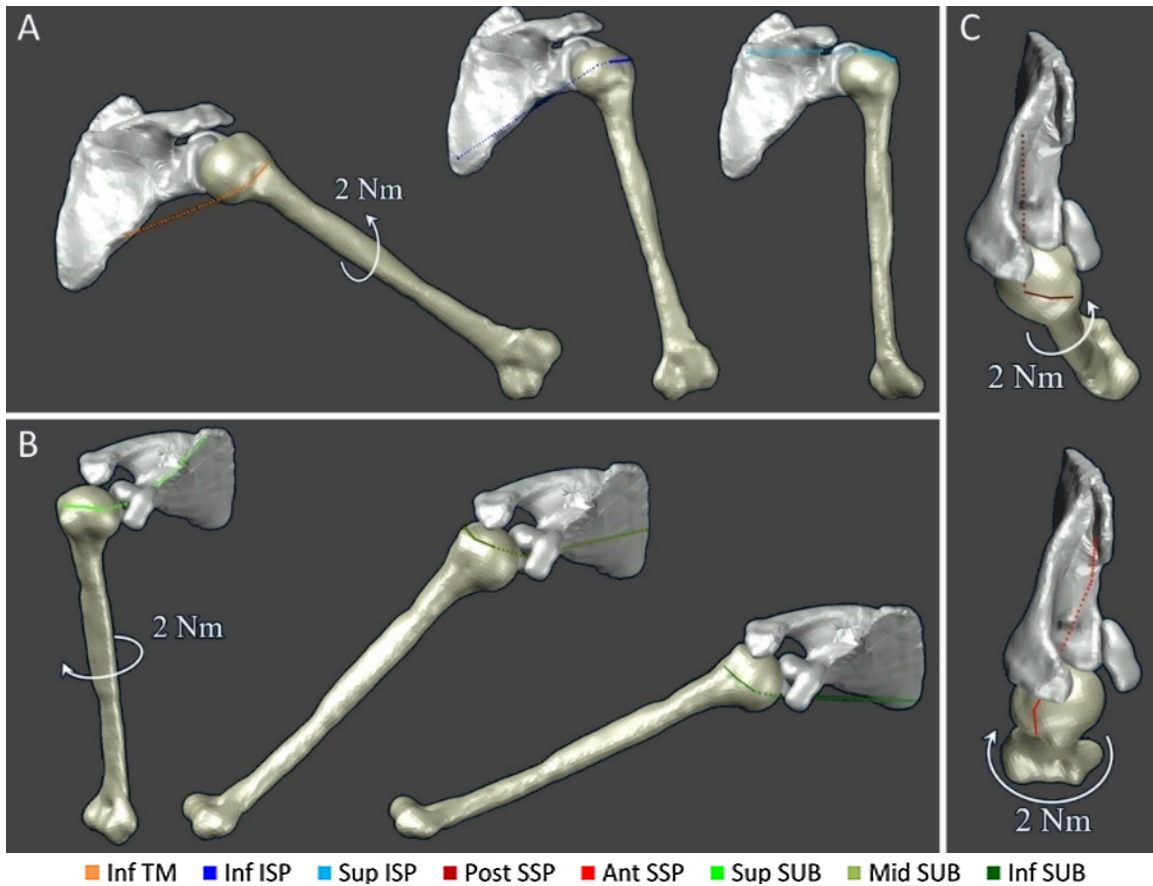 A
2 Nm
B
2 Nm
C
2 Nm
2 Nm
Inf TM Inf ISP Sup ISP Post SSP Ant SSP Sup SUB Mid SUB Inf SUB